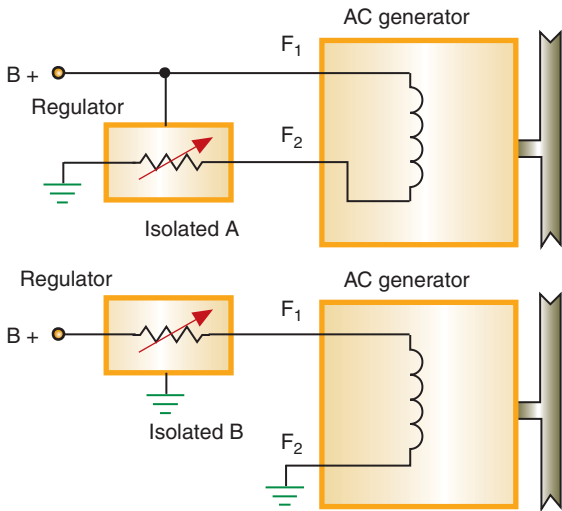 AC generator
F1
B +
Regulator
F2
Isolated A
Regulator
AC generator
F1
B +
Isolated B
F2